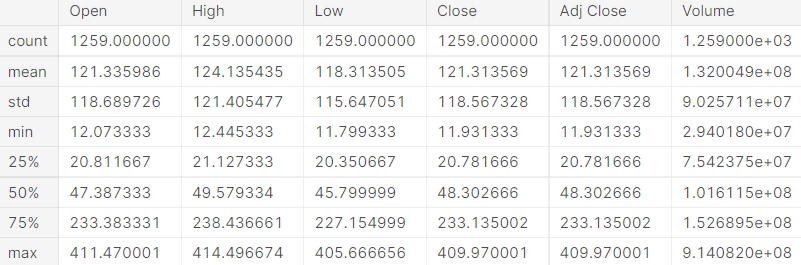 Open High Low Close Adj Close Volume
count 1259.000000 1259.000000 1259.000000 1259.000000 1259.000000 1.259000e+03
mean 121.335986 124.135435 118.313505 121.313569 121.313569 1.320049e+08
std 118.689726 121.405477 115.647051 118.567328 118.567328 9.025711e+07
min 12.073333 12.445333 11.799333 11.931333 11.931333 2.940180e+07
25% 20.811667 21.127333 20.350667 20.781666 20.781666 7.542375e+07
50% 47.387333 49.579334 45.799999 48.302666 48.302666 1.016115e+08
75% 233.383331 238.436661 227.154999 233.135002 233.135002 1.526895e+08
max 411.470001 414.496674 405.666656 409.970001 409.970001 9.140820e+08